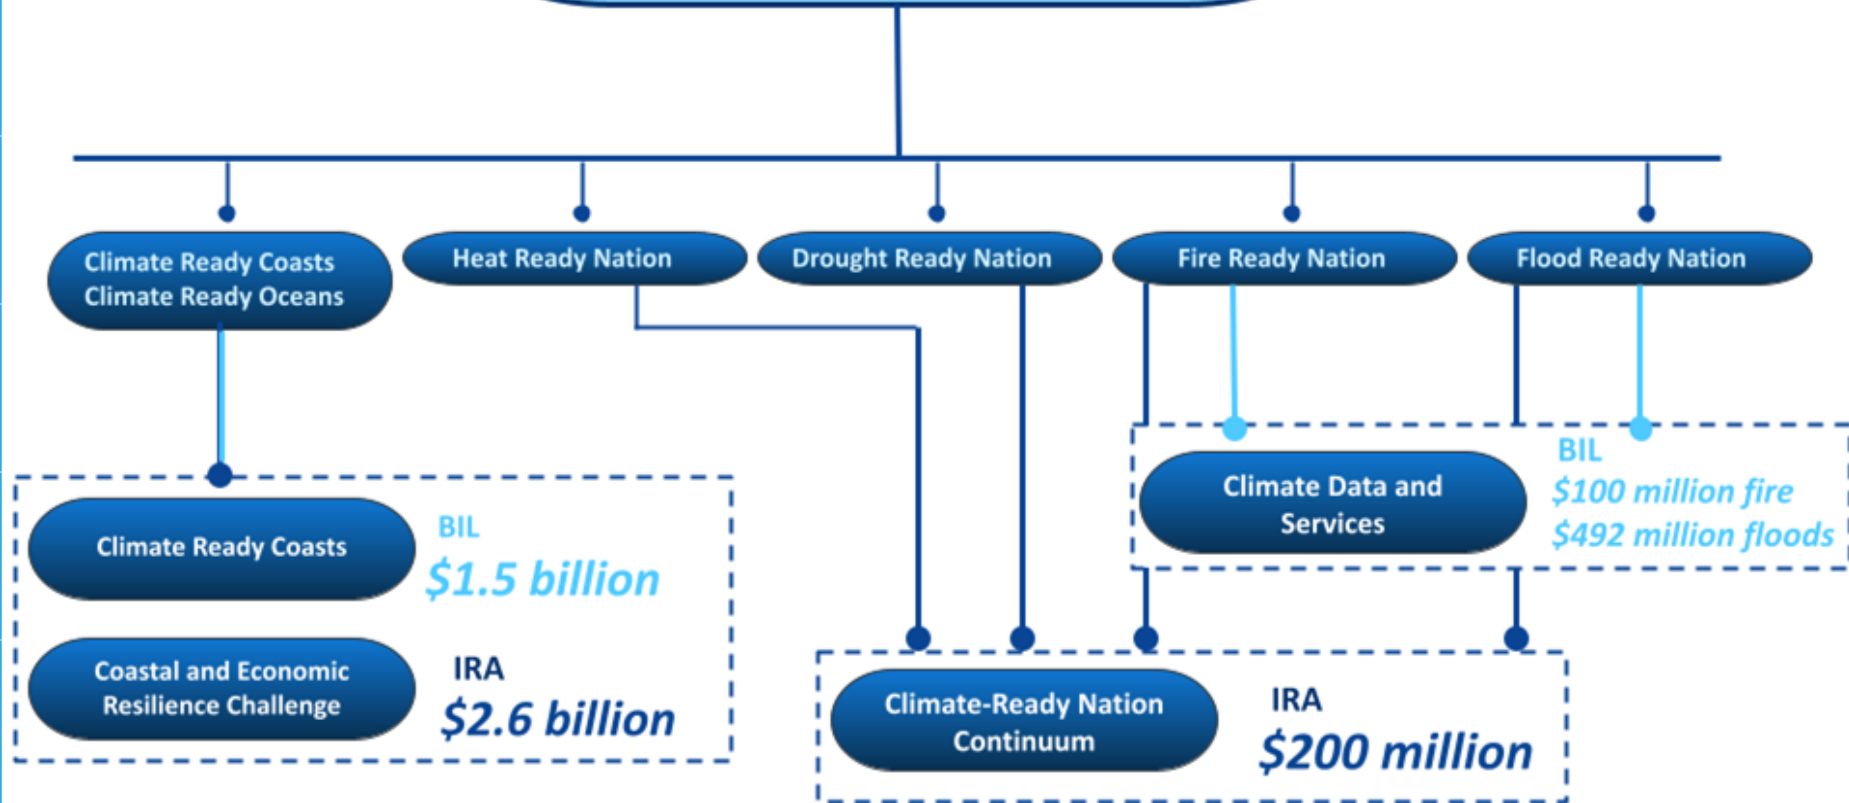 Climate Ready Coasts
Climate Ready Oceans
Heat Ready Nation
Drought Ready Nation
Fire Ready Nation
Flood Ready Nation
Climate Ready Coasts
BIL
$1.5 billion
Coastal and Economic
Resilience Challenge
IRA
$2.6 billion
Climate Data and
Services
BIL
$100 million fire
$492 million floods
Climate-Ready Nation
Continuum
IRA
$200 million